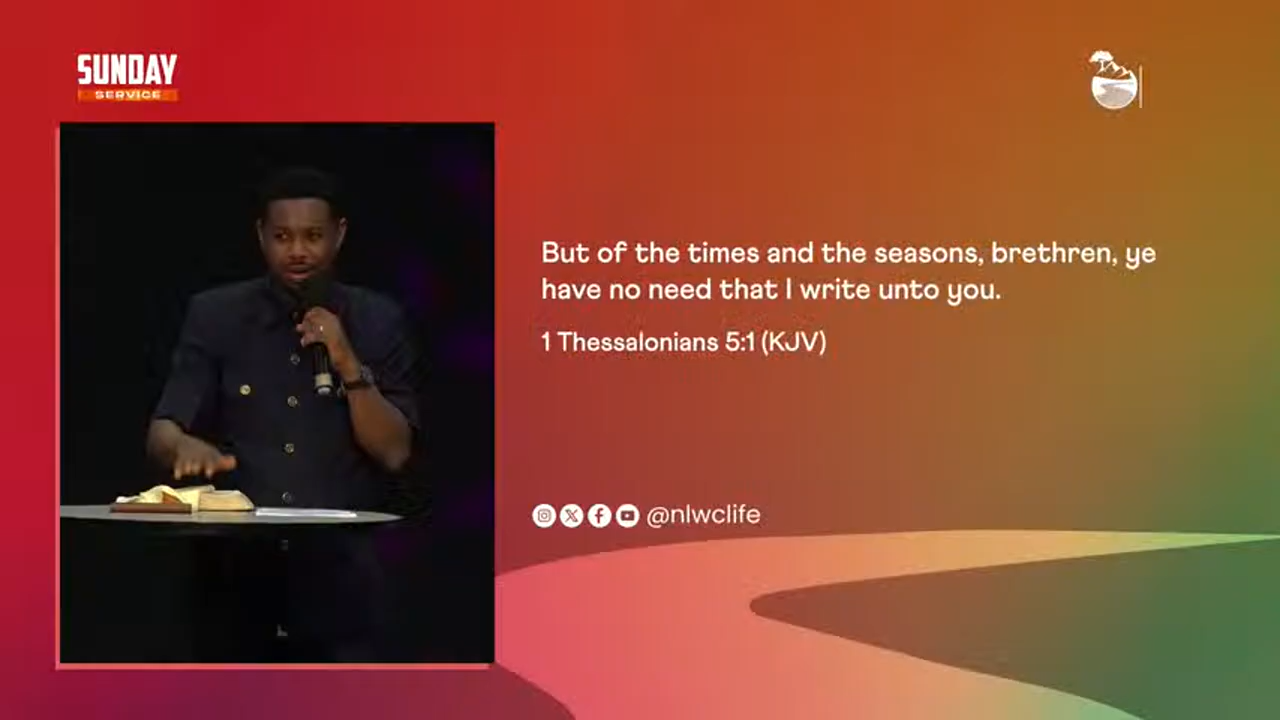 SUNDAY
SERVICE
But of the times and the seasons, brethren, ye
have no need that I write unto you.
1 Thessalonians 5:1 (KJV)
@nlwclife